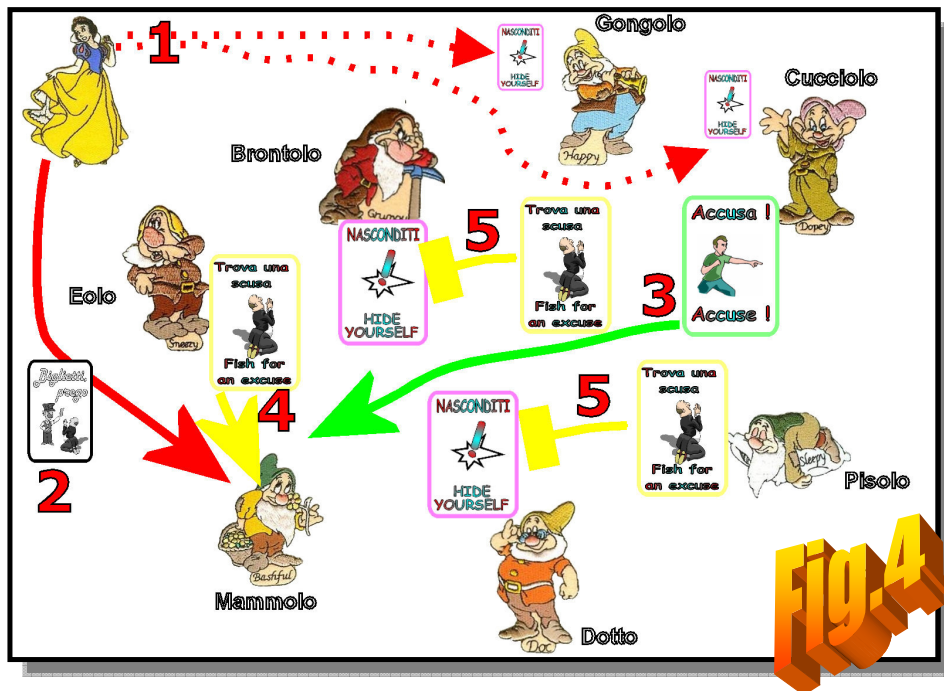 Gongolo
1
NASCONDITI
HIDE
YOURSELF
Happy
Cucciolo
NASCONDITI
HIDE
YOURSELF
Dopey
Brontolo
Grumpy
NASCONDITI
HIDE
YOURSELF
5
Trova una
scusa
Fish for
an excuse
Accusa !
Accuse !
3
Eolo
Sneezy
Trova una
scusa
Fish for
an excuse
4
Biglietti,
prego
2
NASCONDITI
HIDE
YOURSELF
5
Trova una
scusa
Fish for
an excuse
Sleepy
Pisolo
Bashful
Mammolo
Doc
Dotto
Fig.4